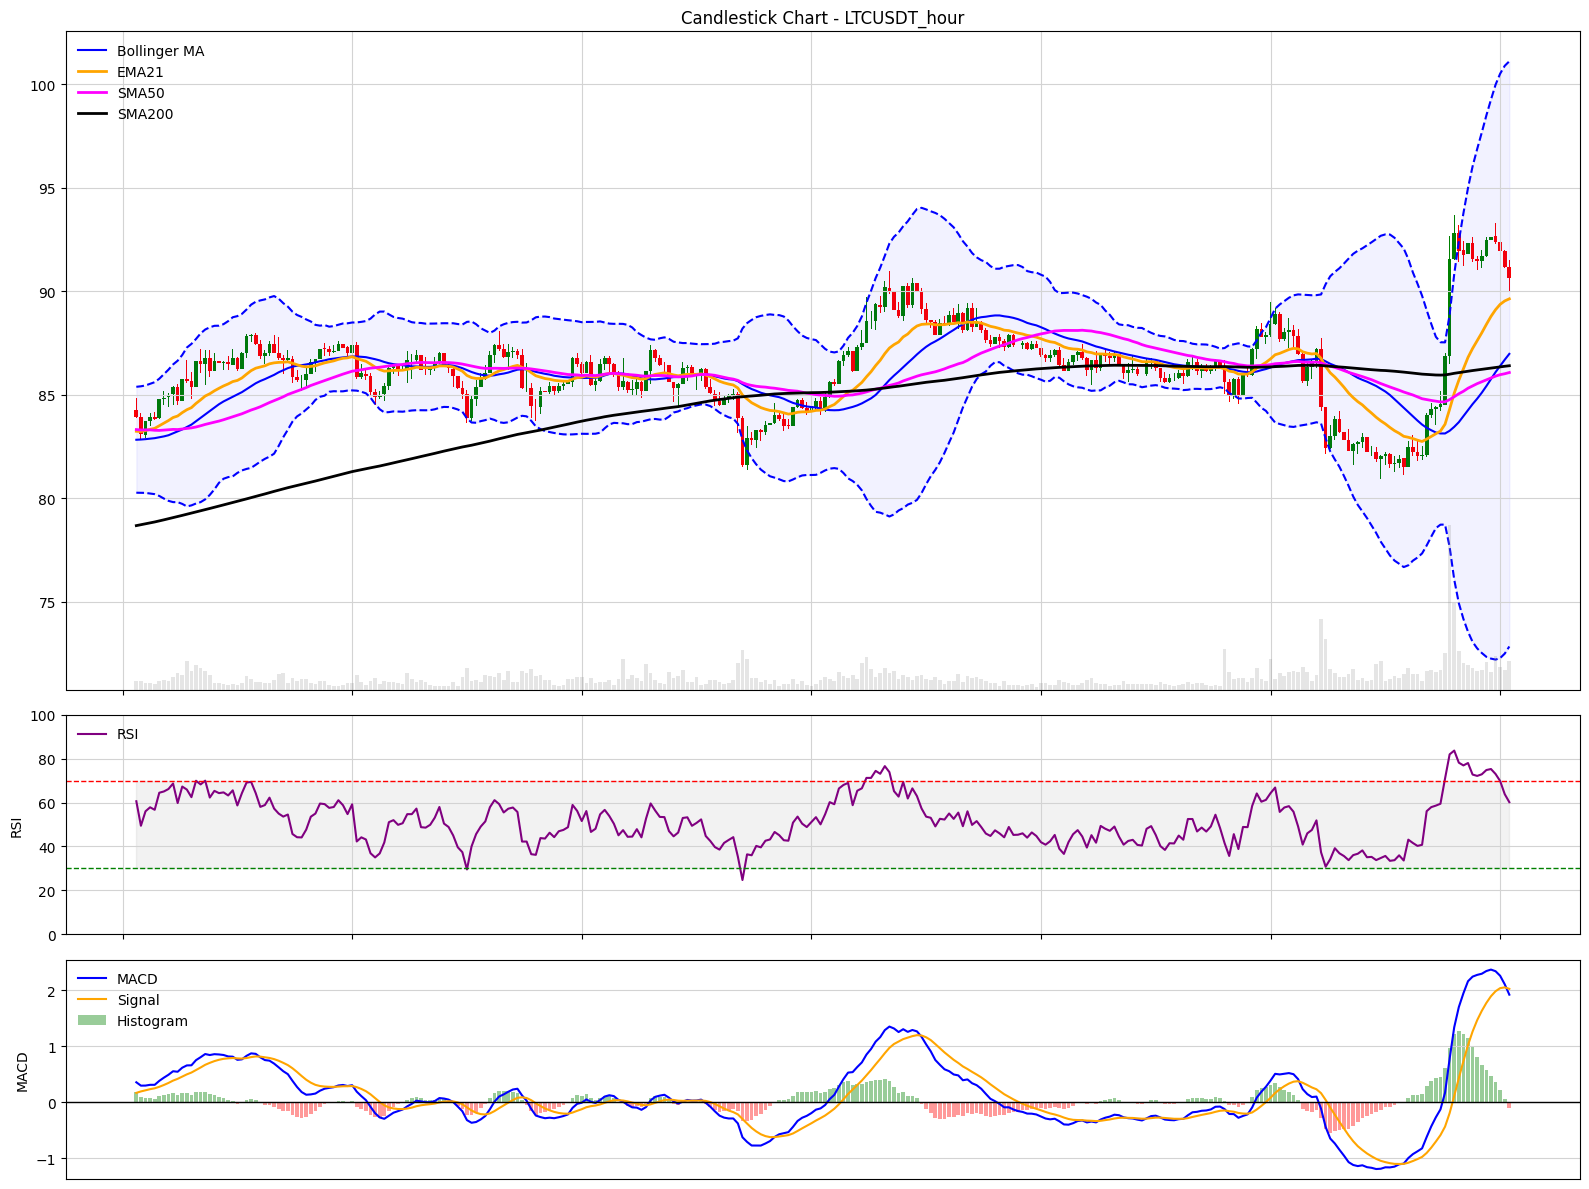 Candlestick Chart - LTCUSDT_hour
Bollinger MA
EMA21
SMA50
SMA200
100
95
90
85
80
75
RSI
100
80
60
40
20
0
RSI
MACD
Signal
Histogram
2
1
0
−1
MACD